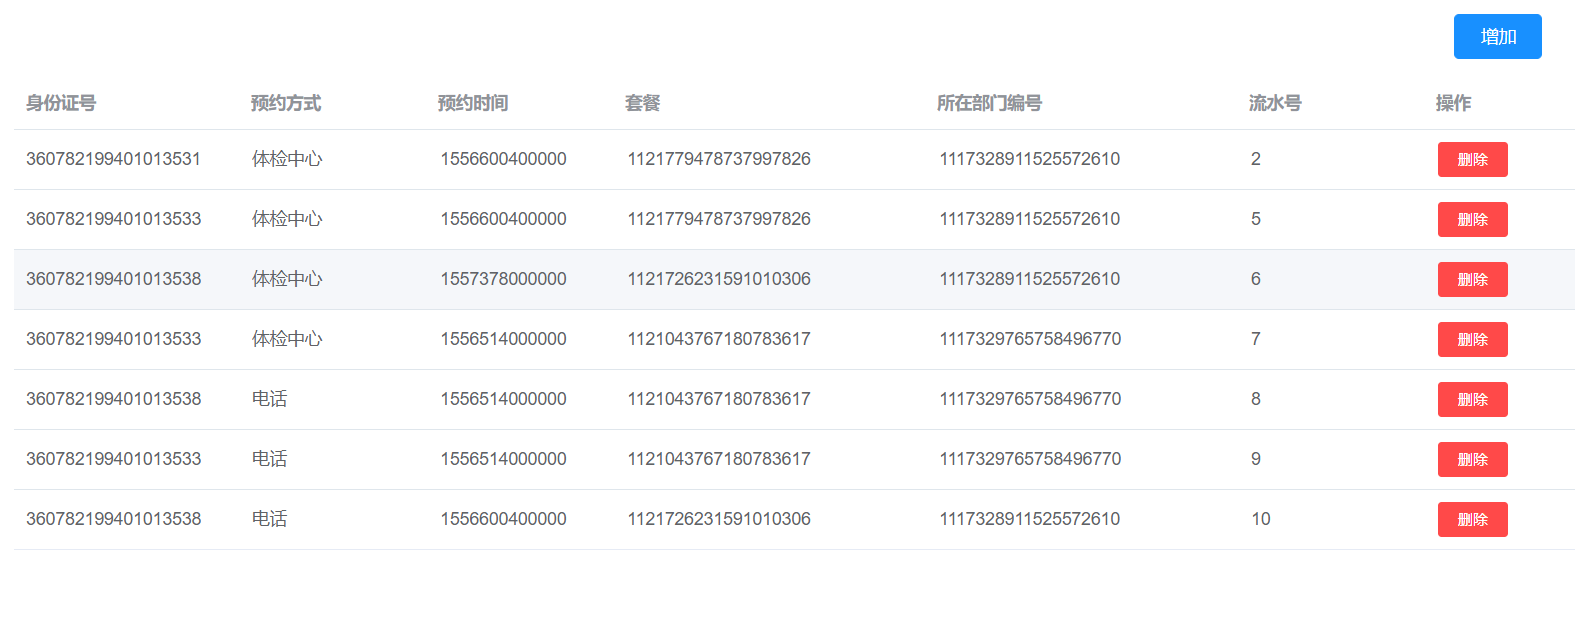 增加
身份证号 预约方式 预约时间 套餐 所在部门编号 流水号 操作
360782199401013531 体检中心 1556600400000 1121779478737997826 1117328911525572610 2 删除
360782199401013533 体检中心 1556600400000 1121779478737997826 1117328911525572610 5 删除
360782199401013538 体检中心 1557378000000 1121726231591010306 1117328911525572610 6 删除
360782199401013533 体检中心 1556514000000 1121043767180783617 1117329765758496770 7 删除
360782199401013538 电话 1556514000000 1121043767180783617 1117329765758496770 8 删除
360782199401013533 电话 1556514000000 1121043767180783617 1117329765758496770 9 删除
360782199401013538 电话 1556600400000 1121726231591010306 1117328911525572610 10 删除